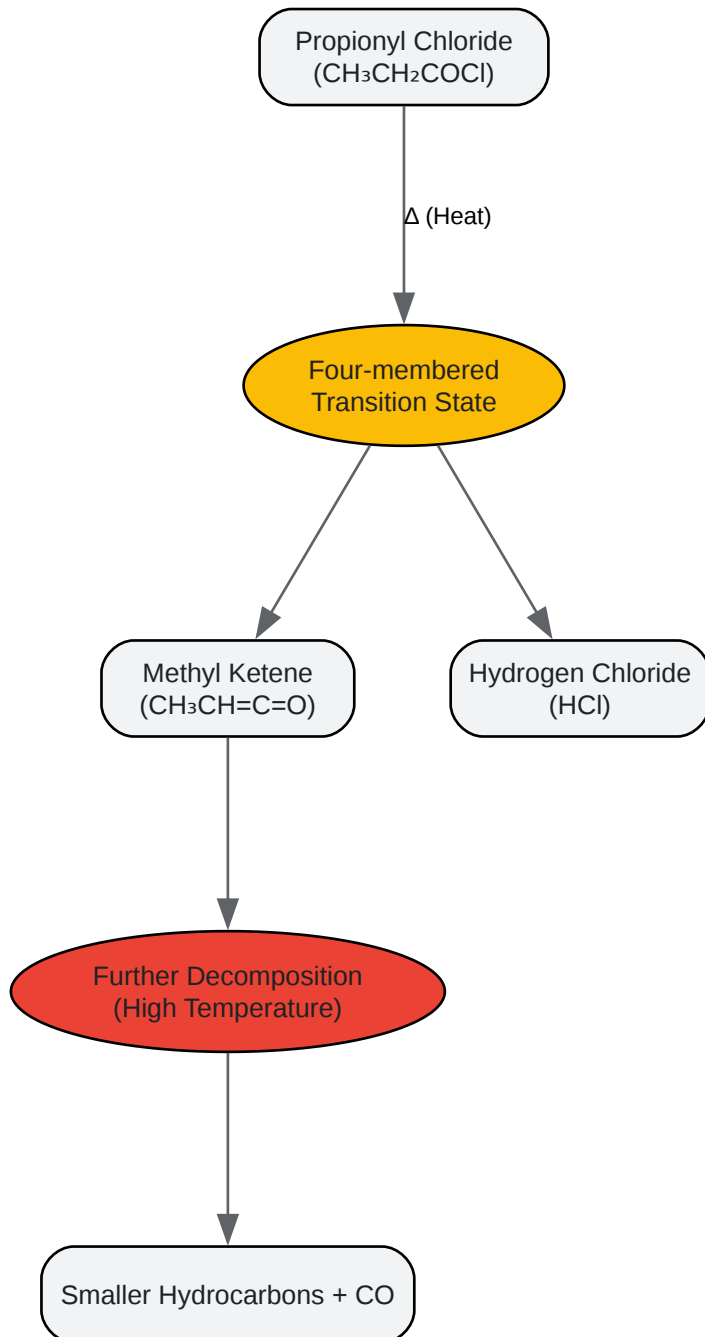 Propionyl Chloride
(CH₃CH₂COCl)
Δ (Heat)
Four-membered
Transition State
Methyl Ketene
(CH₃CH=C=O)
Hydrogen Chloride
(HCl)
Further Decomposition
(High Temperature)
Smaller Hydrocarbons + CO